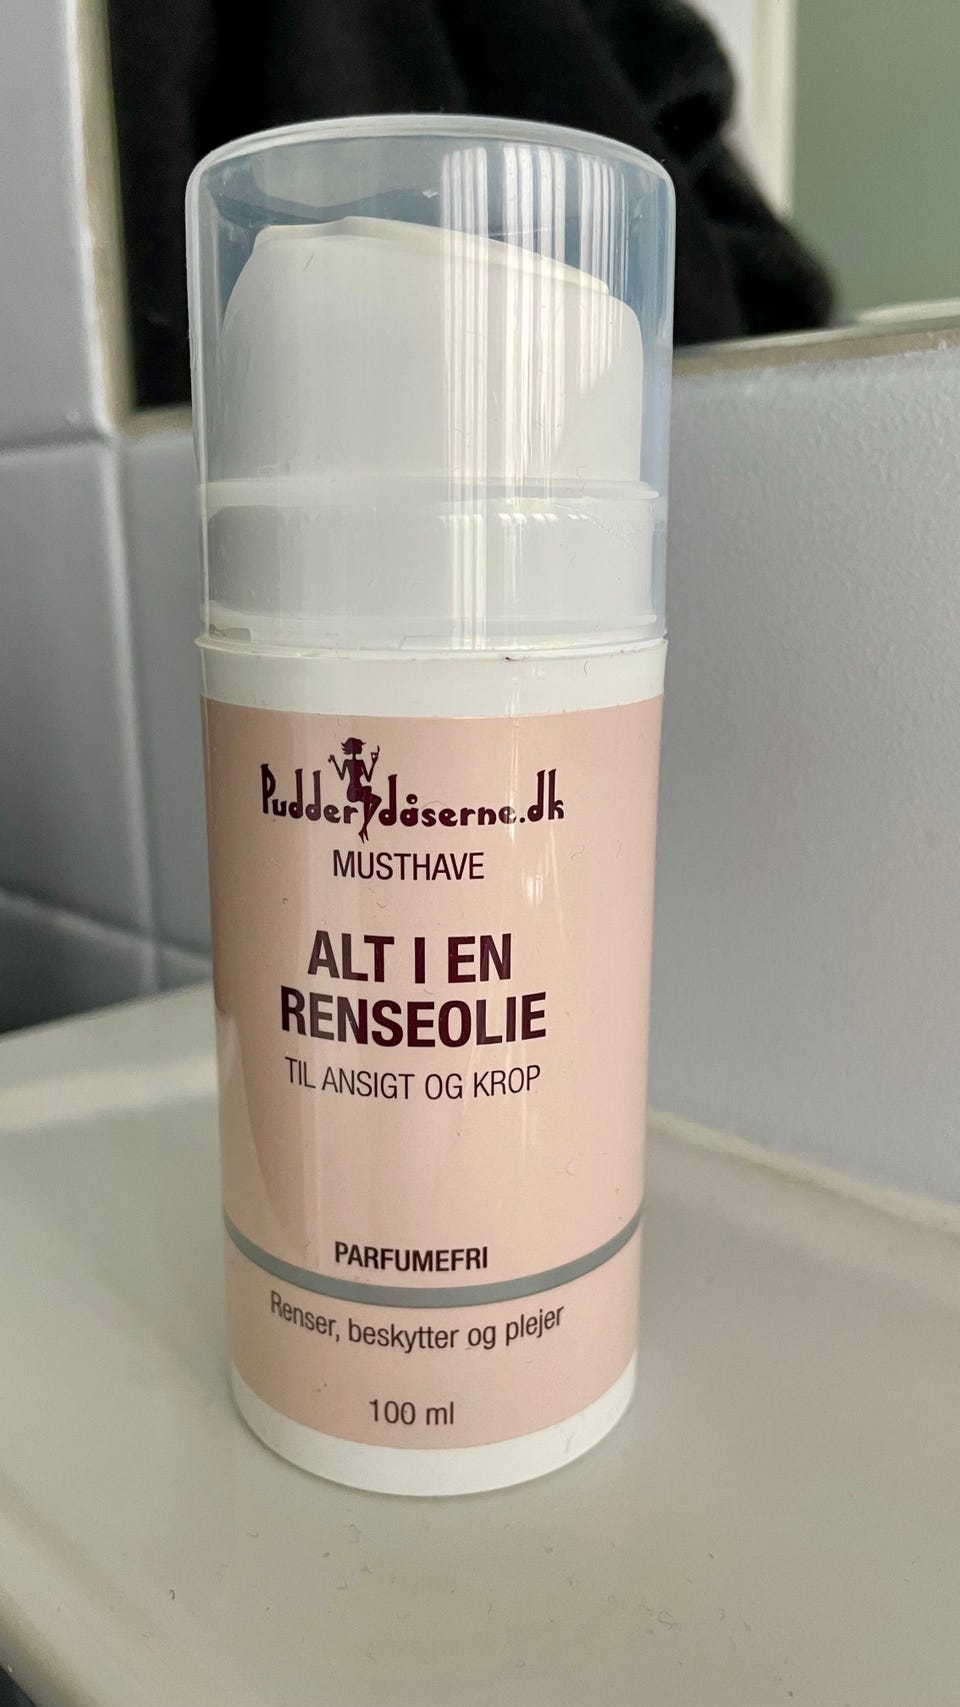 Pudderdåserne.dk
MUSTHAVE
ALT I EN
RENSEOLIE
TIL ANSIGT OG KROP
PARFUMEFRI
Renser, beskytter og plejer
100 ml